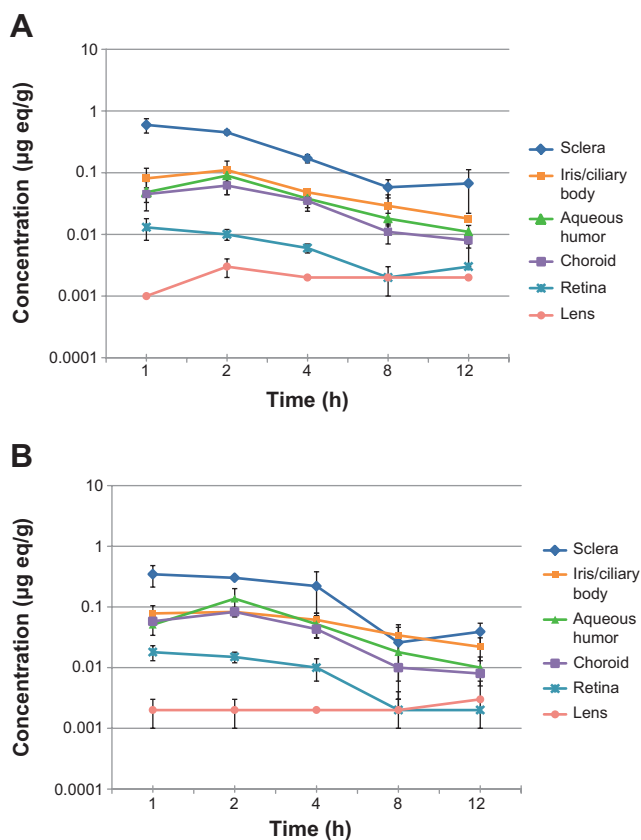 A
Concentration (µg eq/g)
10
1
0.1
0.01
0.001
0.0001
1 2 4 8 12
Time (h)
Sclera
Iris/ciliary
body
Aqueous
humor
Choroid
Retina
Lens
B
Concentration (µg eq/g)
10
1
0.1
0.01
0.001
0.0001
1 2 4 8 12
Time (h)
Sclera
Iris/ciliary
body
Aqueous
humor
Choroid
Retina
Lens